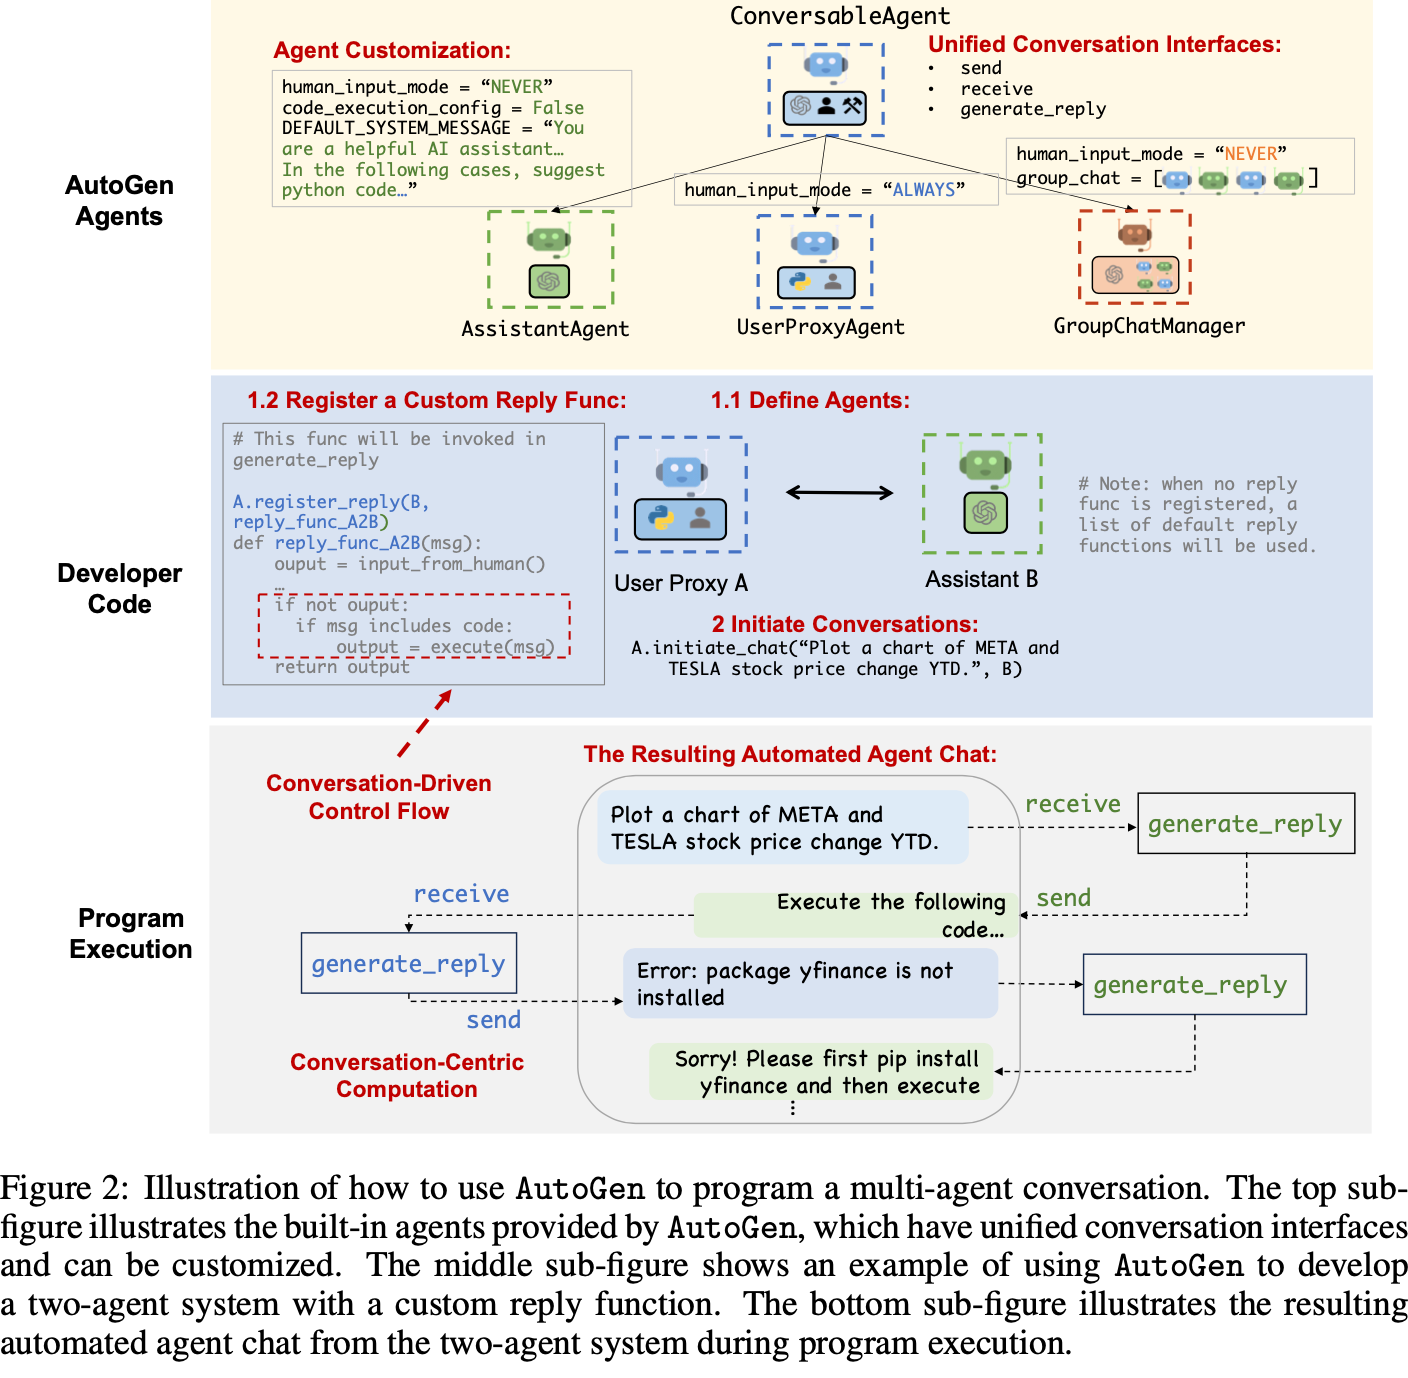 ConversableAgent
Agent Customization:
human_input_mode = “NEVER”
code_execution_config = False
DEFAULT_SYSTEM_MESSAGE = “You
are a helpful AI assistant…
In the following cases, suggest
python code…”
Unified Conversation Interfaces:
• send
• receive
• generate_reply
human_input_mode = “ALWAYS”
human_input_mode = “NEVER”
group_chat = [ ]
AutoGen
Agents
AssistantAgent
UserProxyAgent
GroupChatManager
1.2 Register a Custom Reply Func:
# This func will be invoked in
generate_reply
A.register_reply(B,
reply_func_A2B)
def reply_func_A2B(msg):
ouput = input_from_human()
…
if not ouput:
if msg includes code:
output = execute(msg)
return output
1.1 Define Agents:
User Proxy A
Assistant B
# Note: when no reply
func is registered, a
list of default reply
functions will be used.
Developer
Code
2 Initiate Conversations:
A.initiate_chat(“Plot a chart of META and
TESLA stock price change YTD.”, B)
Conversation-Driven
Control Flow
The Resulting Automated Agent Chat:
Plot a chart of META and
TESLA stock price change YTD.
receive
generate_reply
Execute the following
code…
send
receive
generate_reply
send
Error: package yfinance is not
installed
generate_reply
Sorry! Please first pip install
yfinance and then execute
⋮
Program
Execution
Conversation-Centric
Computation
Figure 2: Illustration of how to use AutoGen to program a multi-agent conversation. The top sub-
figure illustrates the built-in agents provided by AutoGen, which have unified conversation interfaces
and can be customized. The middle sub-figure shows an example of using AutoGen to develop
a two-agent system with a custom reply function. The bottom sub-figure illustrates the resulting
automated agent chat from the two-agent system during program execution.